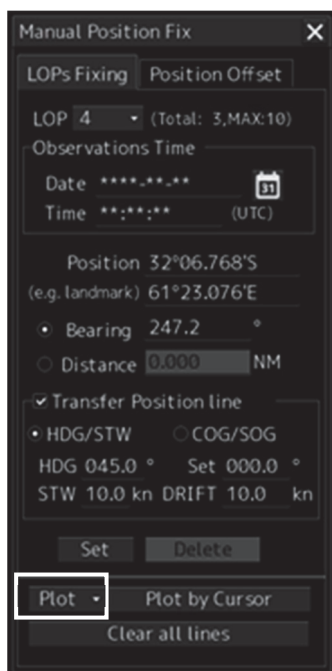 Manual Position Fix ×
LOPs Fixing Position Offset
LOP 4 (Total: 3,MAX:10)
Observations Time
Date ****-**-** 31
Time **:**:** (UTC)
Position 32°06.768'S
(e.g. landmark) 61°23.076'E
Bearing 247.2 °
Distance 0.000 NM
Transfer Position line
HDG/STW COG/SOG
HDG 045.0 ° Set 000.0 °
STW 10.0 kn DRIFT 10.0 kn
Set Delete
Plot Plot by Cursor
Clear all lines